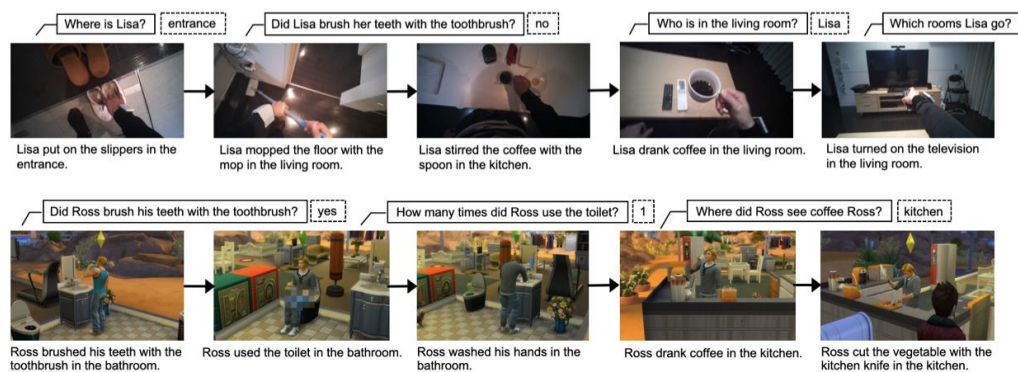 Where is Lisa?
entrance
Did Lisa brush her teeth with the toothbrush?
no
Who is in the living room?
Lisa
Which rooms Lisa go?
Lisa put on the slippers in the
entrance.
Lisa mopped the floor with the
mop in the living room.
Lisa stirred the coffee with the
spoon in the kitchen.
Lisa drank coffee in the living room.
Lisa turned on the television
in the living room.
Did Ross brush his teeth with the toothbrush?
yes
How many times did Ross use the toilet?
1
Where did Ross see coffee Ross?
kitchen
Ross brushed his teeth with the
toothbrush in the bathroom.
Ross used the toilet in the bathroom.
Ross washed his hands in the
bathroom.
Ross drank coffee in the kitchen.
Ross cut the vegetable with the
kitchen knife in the kitchen.